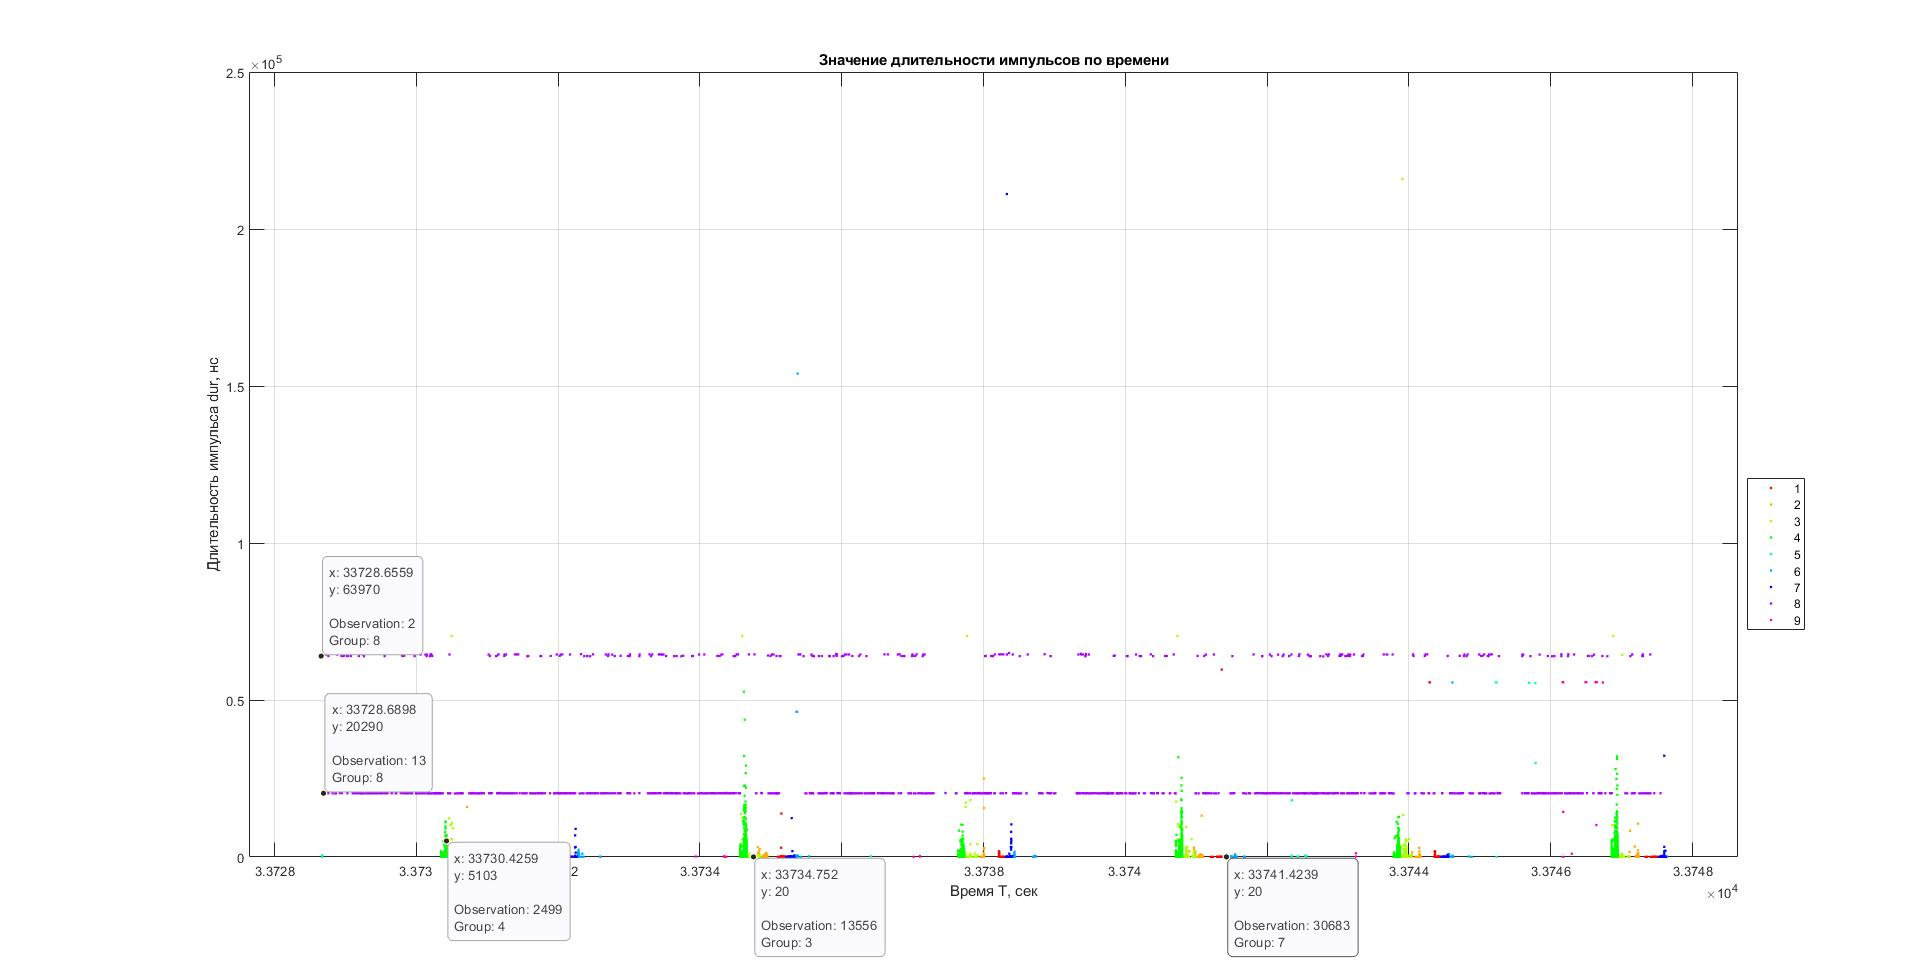 Значение длительности импульсов по времени
×10⁵
2.5
2
1.5
1
0.5
0
Длительность импульса dur, нс
x: 33728.6559
y: 63970
Observation: 2
Group: 8
x: 33728.6898
y: 20290
Observation: 13
Group: 8
x: 33730.4259
y: 5103
Observation: 2499
Group: 4
x: 33734.752
y: 20
Observation: 13556
Group: 3
x: 33741.4239
y: 20
Observation: 30683
Group: 7
3.3728
3.373
2
3.3734
3.3738
3.374
3.3744
3.3746
3.3748
×10⁴
Время T, сек
1
2
3
4
5
6
7
8
9